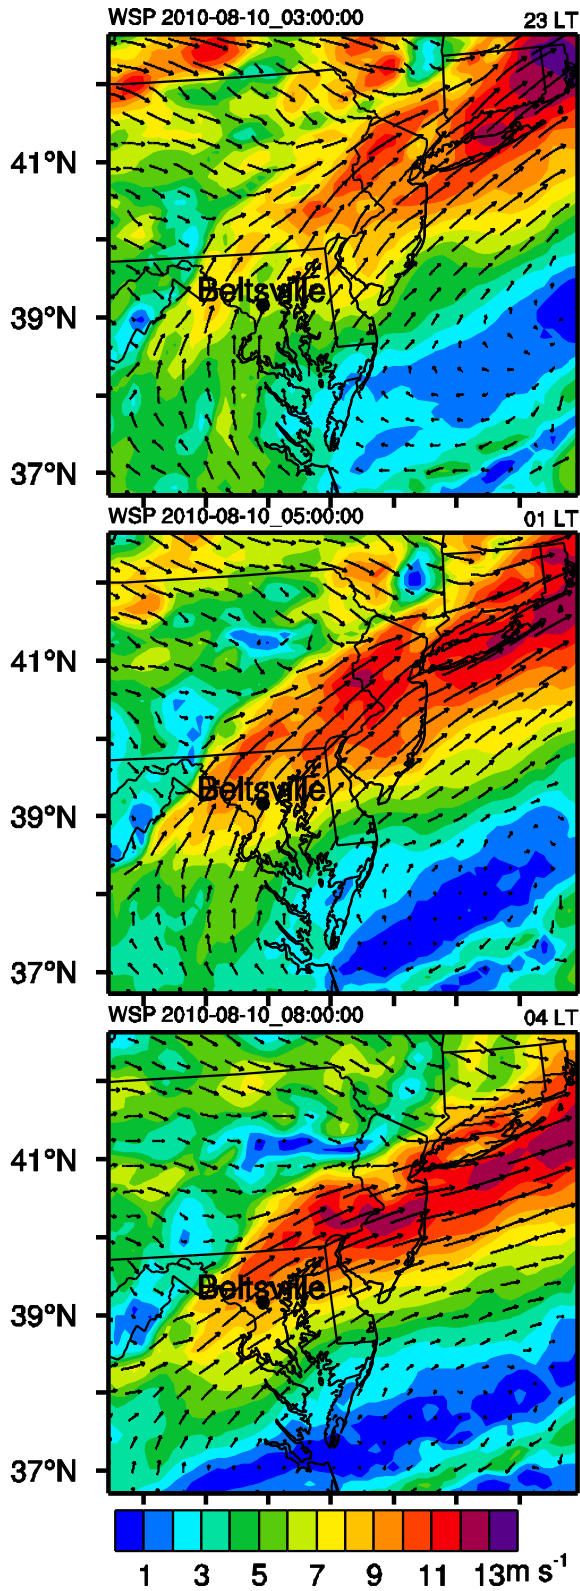 WSP 2010-08-10_03:00:00 23 LT
41°N
Beltsville
39°N
37°N
WSP 2010-08-10_05:00:00 01 LT
41°N
Beltsville
39°N
37°N
WSP 2010-08-10_08:00:00 04 LT
41°N
Beltsville
39°N
37°N
1 3 5 7 9 11 13 m s⁻¹